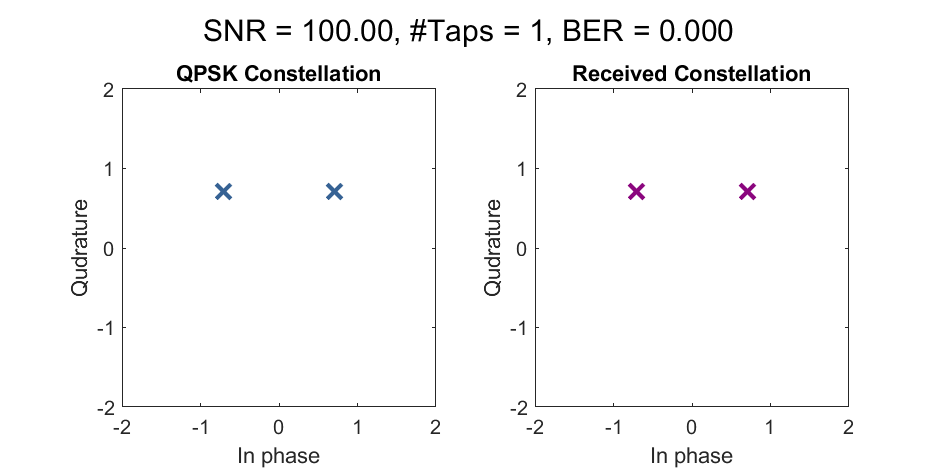 SNR = 100.00, #Taps = 1, BER = 0.000
QPSK Constellation
2
1
0
-1
-2
-2 -1 0 1 2
Qudrature
In phase
Received Constellation
2
1
0
-1
-2
-2 -1 0 1 2
Qudrature
In phase